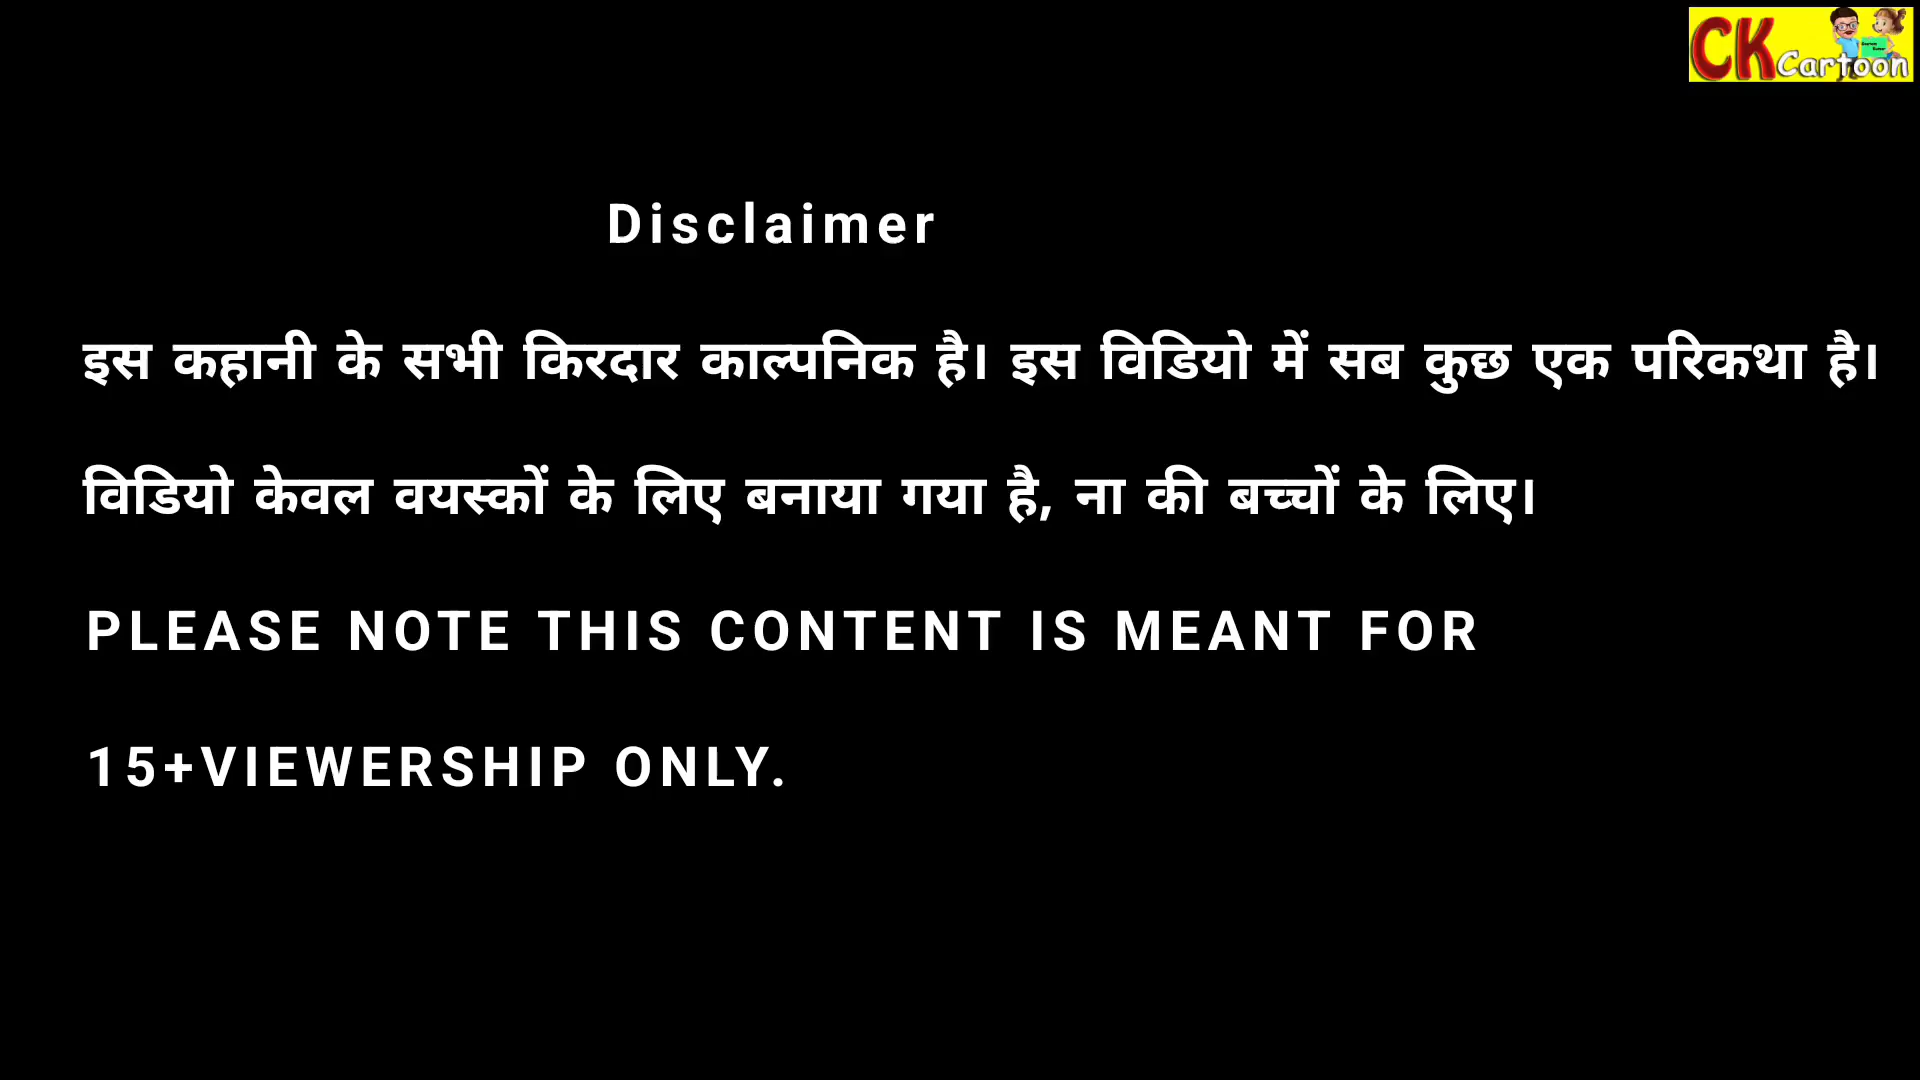 CK Cartoon
Disclaimer
इस कहानी के सभी किरदार काल्पनिक है। इस विडियो में सब कुछ एक परिकथा है।
विडियो केवल वयस्कों के लिए बनाया गया है, ना की बच्चों के लिए।
PLEASE NOTE THIS CONTENT IS MEANT FOR
15+VIEWERSHIP ONLY.